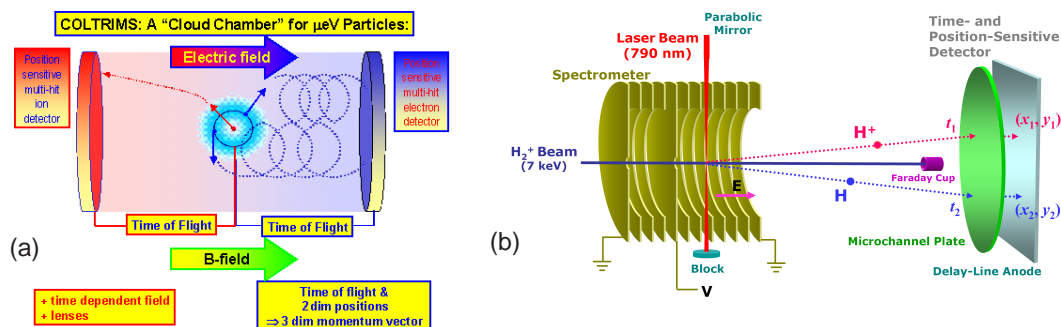 COLTRIMS: A “Cloud Chamber” for µeV Particles:
Electric field
Position
sensitive
multi-hit
ion
detector
Position
sensitive
multi-hit
electron
detector
Time of Flight
Time of Flight
(a)
B-field
+ time dependent field
+ lenses
Time of flight &
2 dim positions
⇒ 3 dim momentum vector
Parabolic
Mirror
Laser Beam
(790 nm)
Time- and
Position-Sensitive
Detector
Spectrometer
H₂⁺ Beam
(7 keV)
H⁺
t₁
(x₁, y₁)
Faraday Cup
E
H
t₂
(x₂, y₂)
Microchannel Plate
(b)
Block
Delay-Line Anode
V